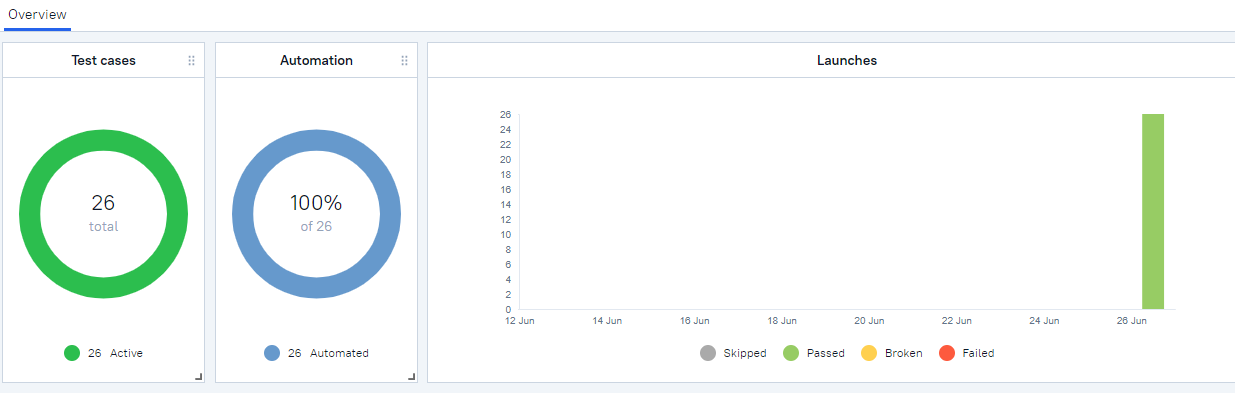 Overview
Test cases
Automation
Launches
26
total
26 Active
100%
of 26
26 Automated
26
24
22
20
18
16
14
12
10
8
6
4
2
0
12 Jun 14 Jun 16 Jun 18 Jun 20 Jun 22 Jun 24 Jun 26 Jun
Skipped Passed Broken Failed